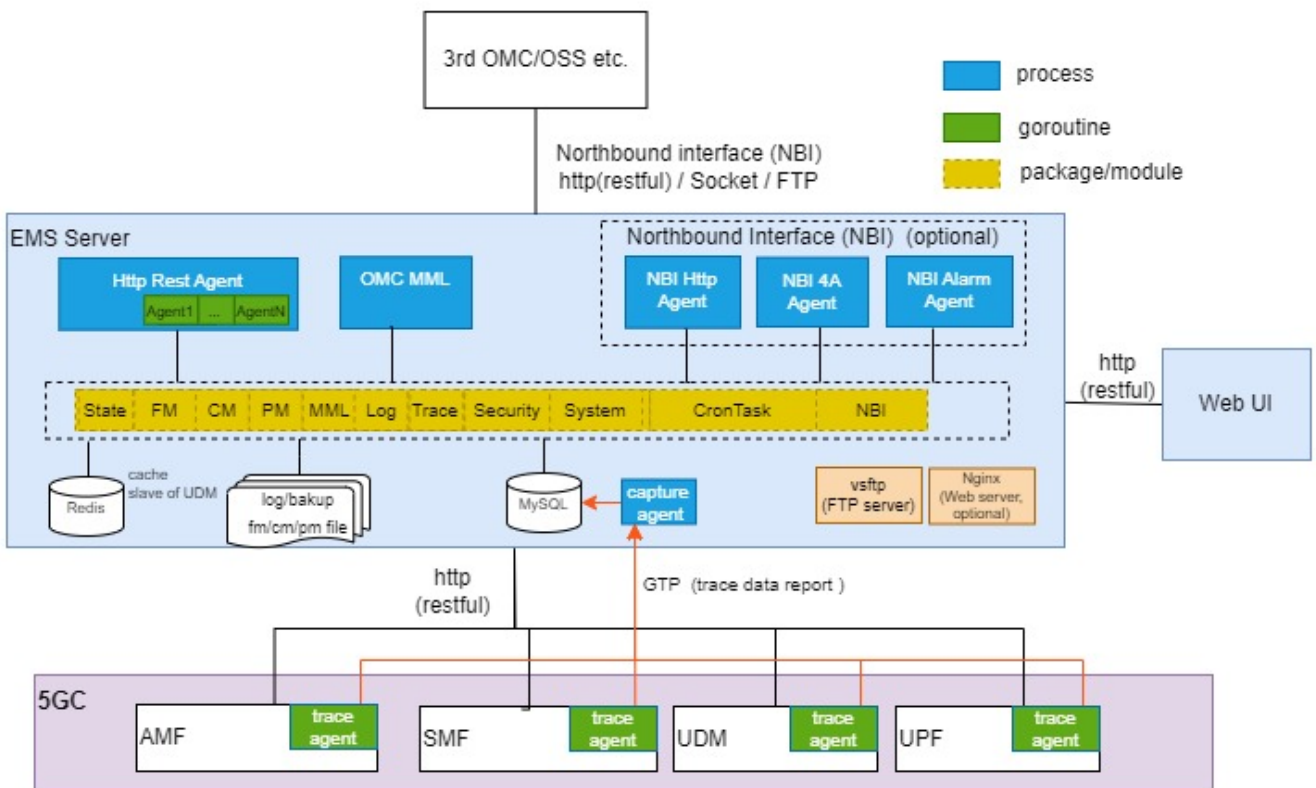 3rd OMC/OSS etc.
process
goroutine
package/module
Northbound interface (NBI)
http(restful) / Socket / FTP
EMS Server
Northbound Interface (NBI) (optional)
Http Rest Agent
Agent1 ... AgentN
OMC MML
NBI Http
Agent
NBI 4A
Agent
NBI Alarm
Agent
State FM CM PM MML Log Trace Security System CronTask NBI
http
(restful)
Web UI
Redis
cache
slave of UDM
log/bakup
fm/cm/pm file
MySQL
capture
agent
vsftp
(FTP server)
Nginx
(Web server,
optional)
http
(restful)
GTP (trace data report )
5GC
AMF
trace
agent
SMF
trace
agent
UDM
trace
agent
UPF
trace
agent